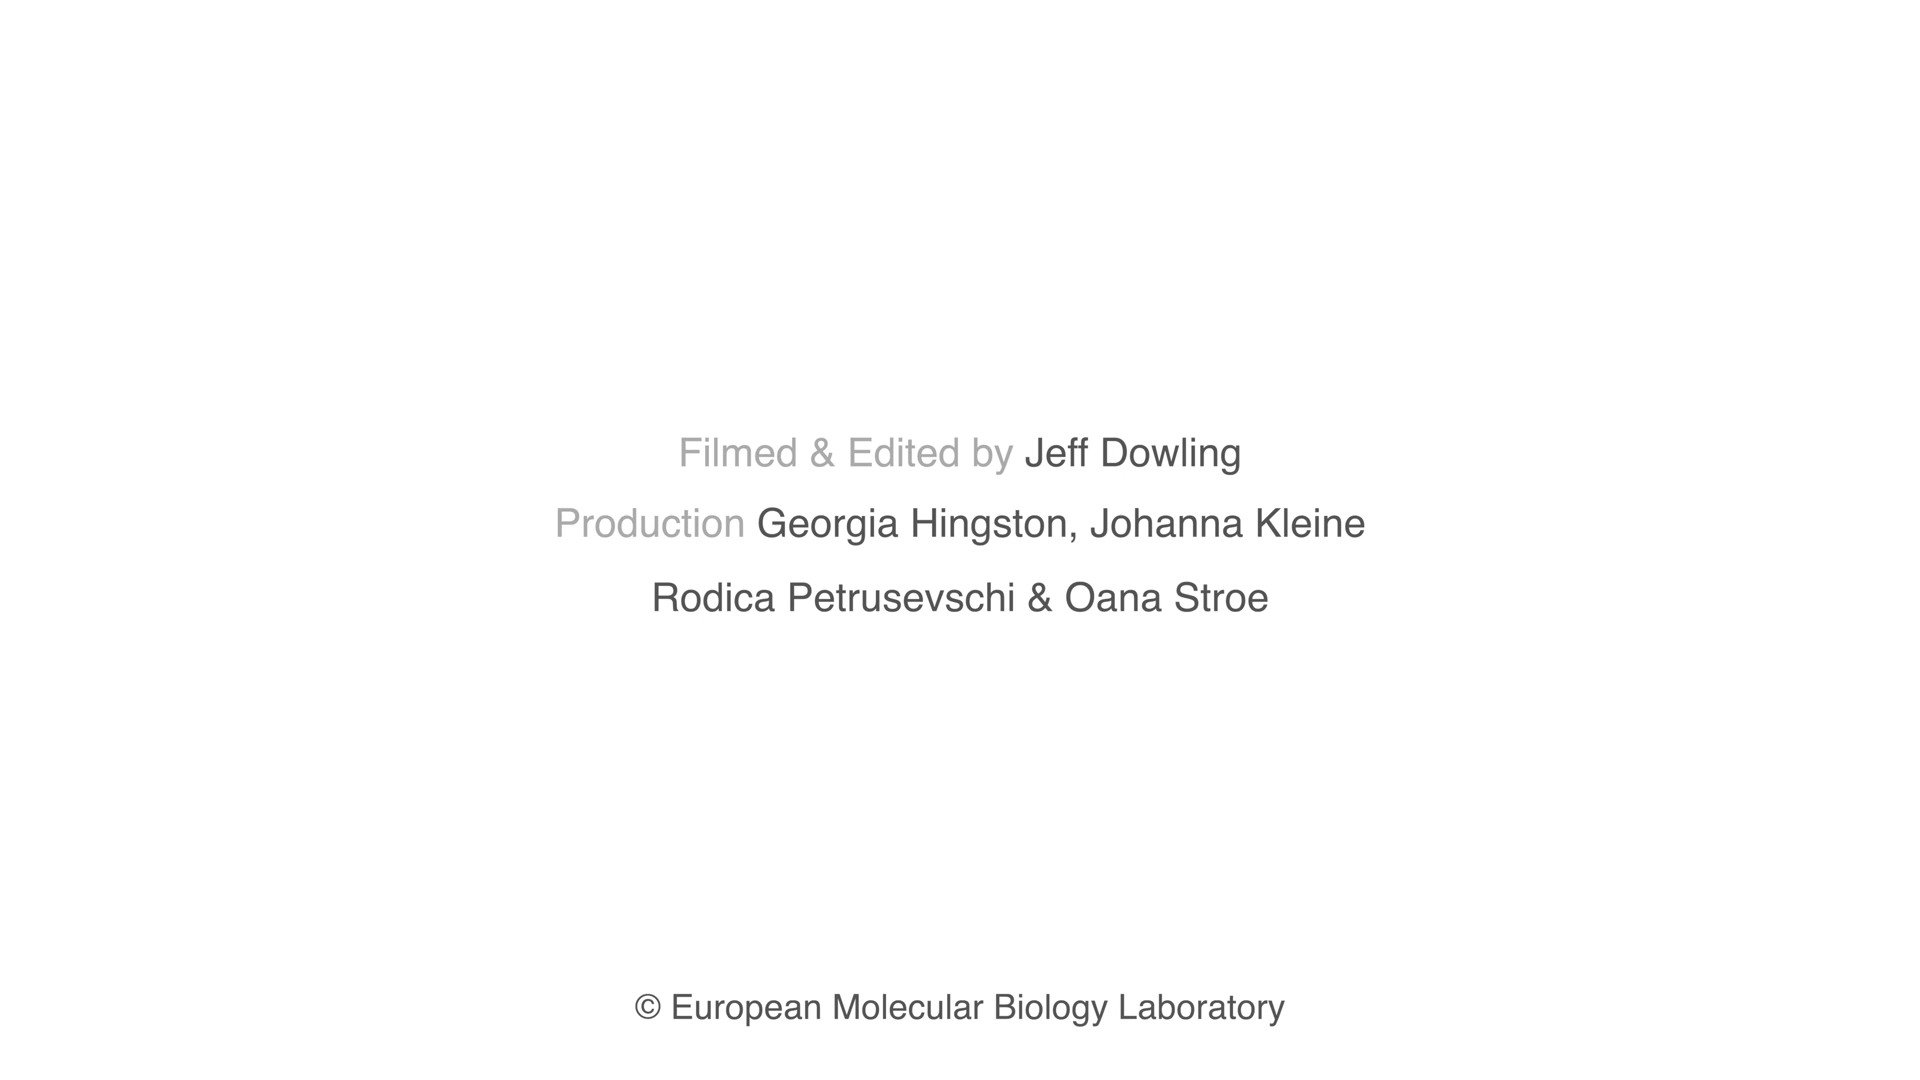 Filmed & Edited by Jeff Dowling
Production Georgia Hingston, Johanna Kleine
Rodica Petrusevschi & Oana Stroe
© European Molecular Biology Laboratory